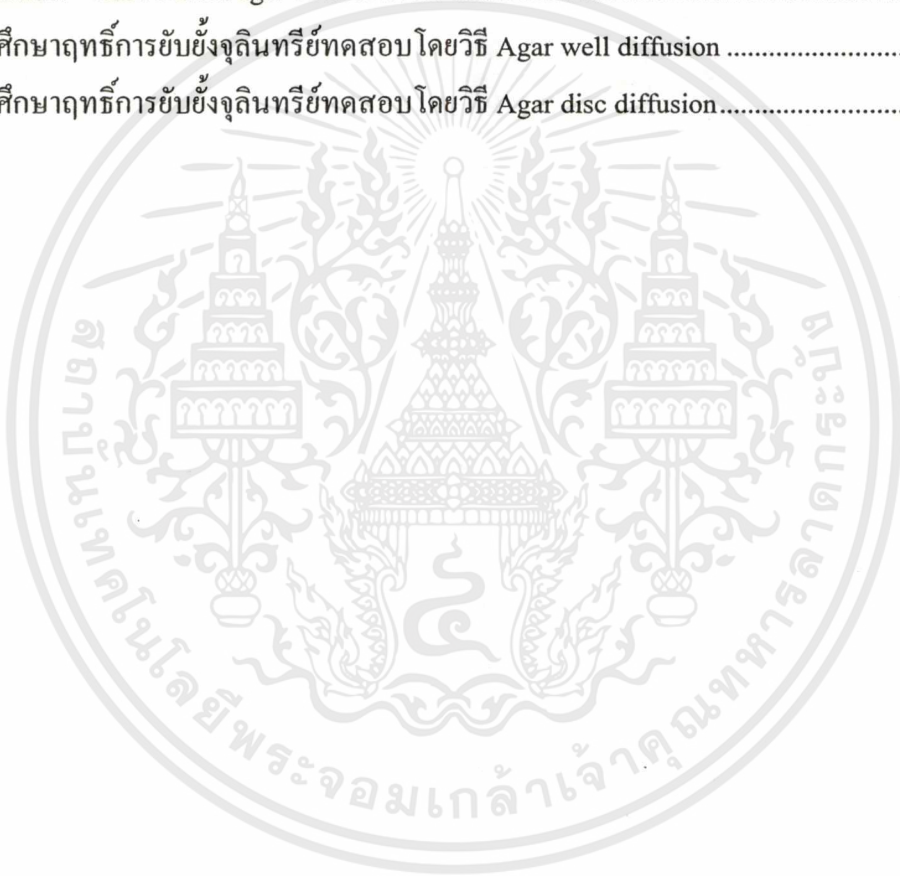 ศึกษาฤทธิ์การยับยั้งจุลินทรีย์ทดสอบโดยวิธี Agar well diffusion ..........................
ศึกษาฤทธิ์การยับยั้งจุลินทรีย์ทดสอบโดยวิธี Agar disc diffusion...........................
สถาบันเทคโนโลยีพระจอมเกล้าเจ้าคุณทหารลาดกระบัง